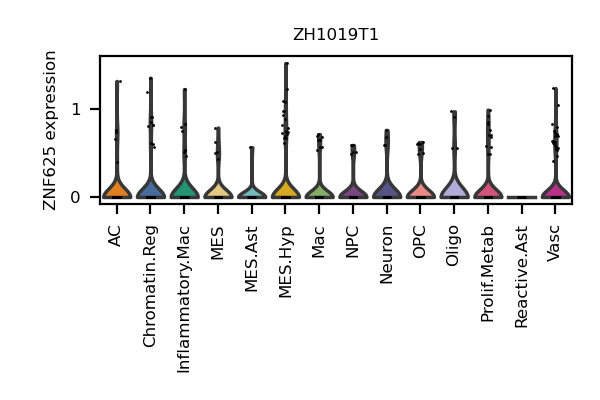 ZH1019T1
ZNF625 expression
1
0
AC
Chromatin.Reg
Inflammatory.Mac
MES
MES.Ast
MES.Hyp
Mac
NPC
Neuron
OPC
Oligo
Prolif.Metab
Reactive.Ast
Vasc